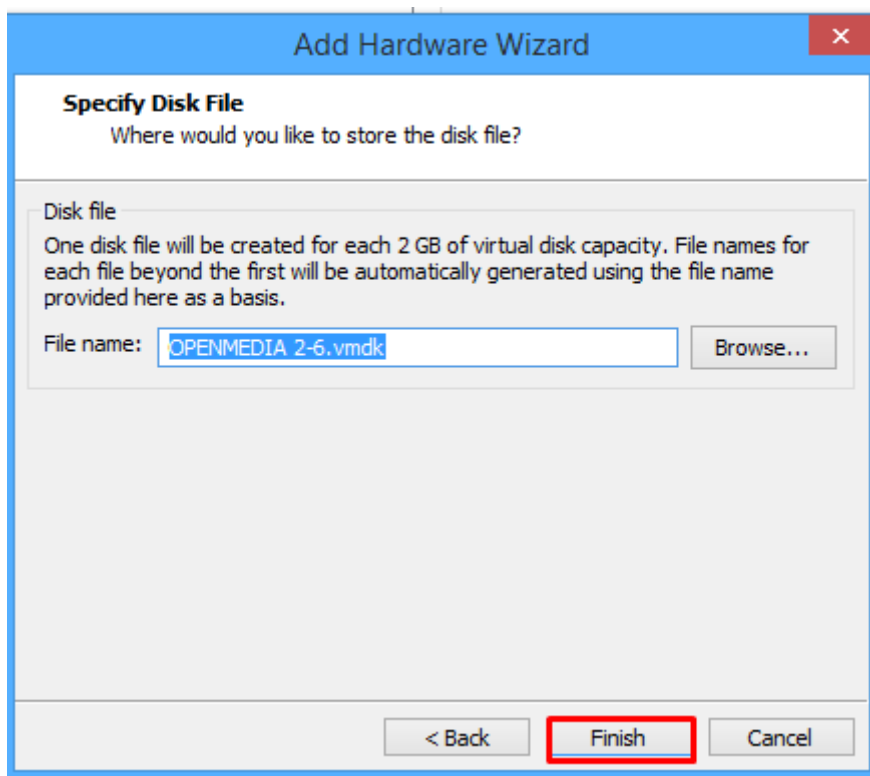 Add Hardware Wizard
Specify Disk File
Where would you like to store the disk file?
Disk file
One disk file will be created for each 2 GB of virtual disk capacity. File names for
each file beyond the first will be automatically generated using the file name
provided here as a basis.
File name: OPENMEDIA 2-6.vmdk Browse...
< Back Finish Cancel